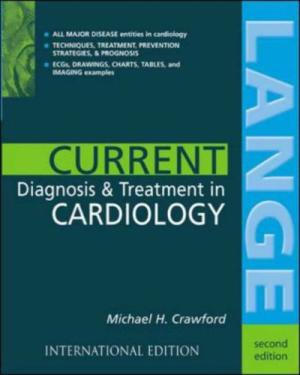 ALL MAJOR DISEASE entities in cardiology
TECHNIQUES, TREATMENT, PREVENTION
STRATEGIES, & PROGNOSIS
ECGs, DRAWINGS, CHARTS, TABLES, and
IMAGING examples
LANGE
CURRENT
Diagnosis & Treatment in
CARDIOLOGY
Michael H. Crawford
second
edition
INTERNATIONAL EDITION